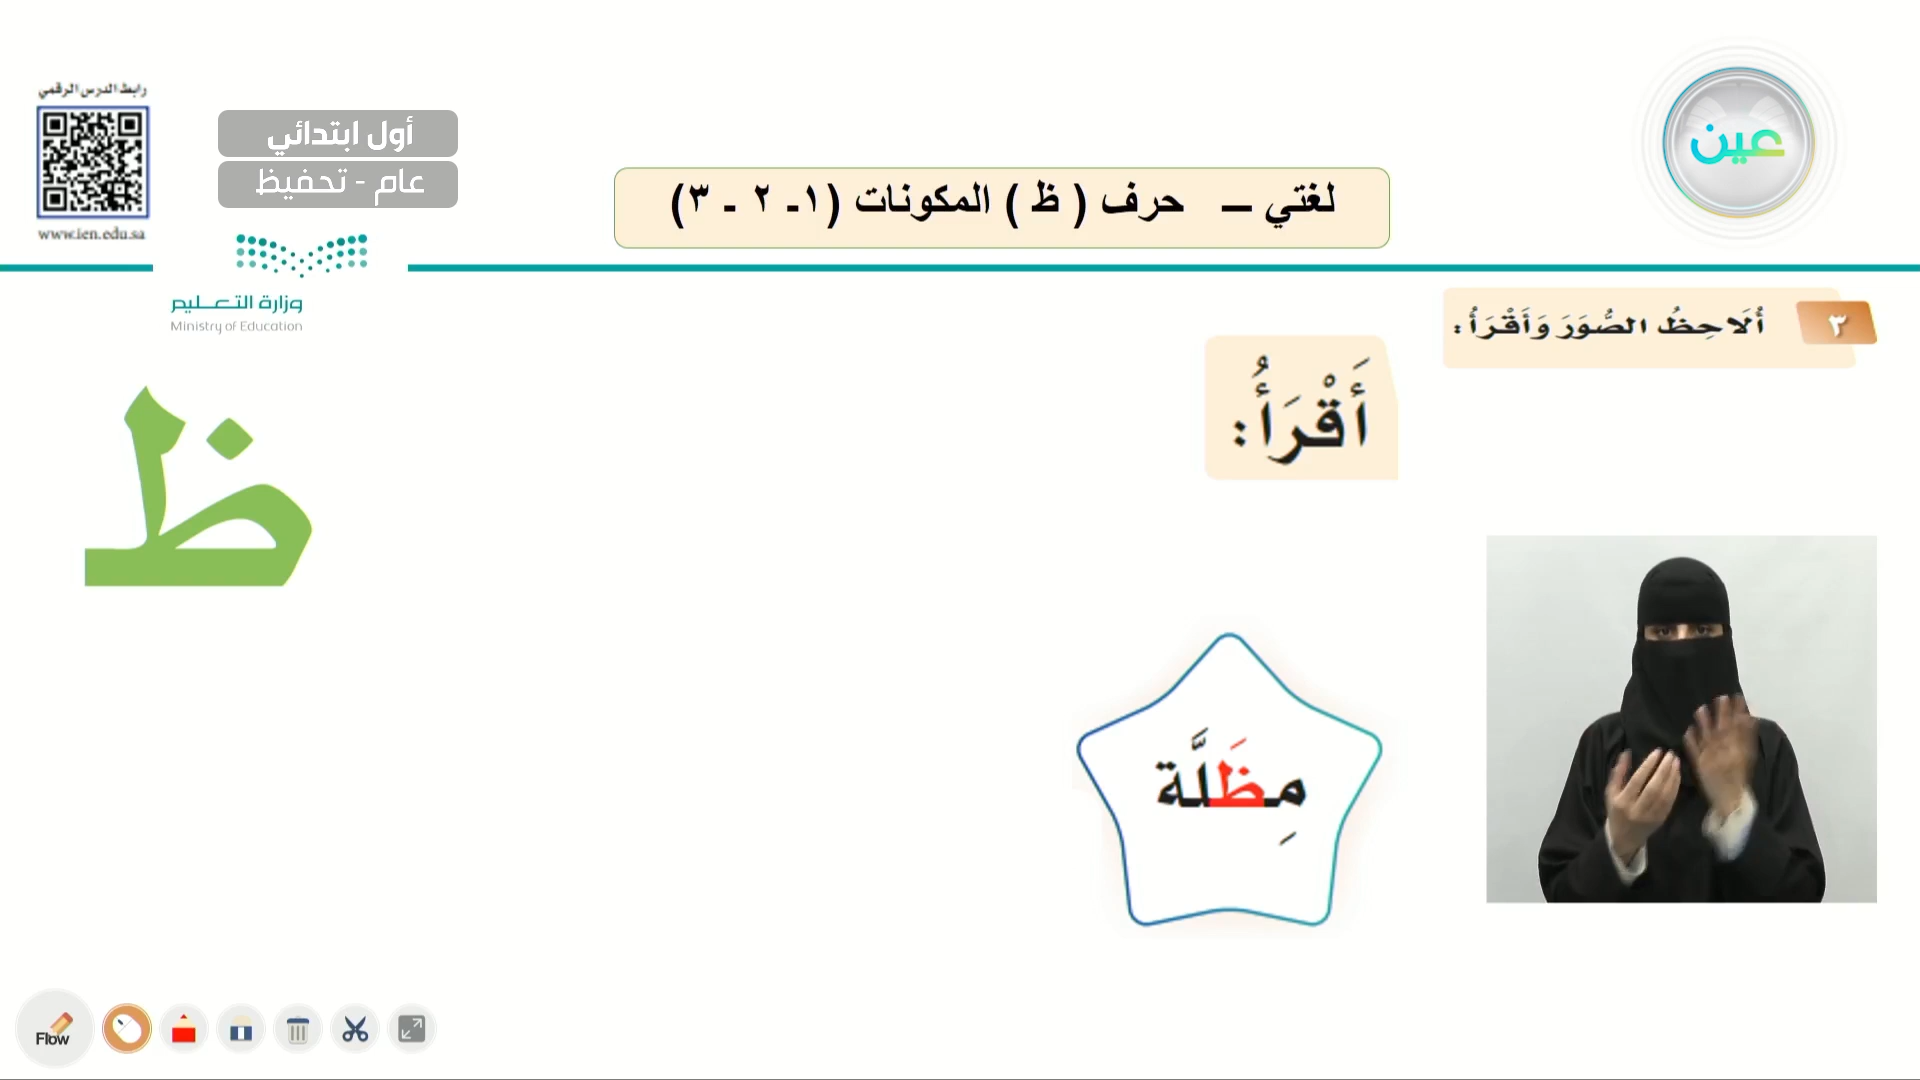 رابط الدرس الرقمي
www.ien.edu.sa
أول ابتدائي
عام - تحفيظ
وزارة التعليم
Ministry of Education
لغتي – حرف ( ظ ) المكونات (١- ٢ - ٣)
عين
٣
أُلَاحِظُ الصُّوَرَ وَأَقْرَأُ :
أَقْرَأُ :
ظ
مِظَلَّة
Flow